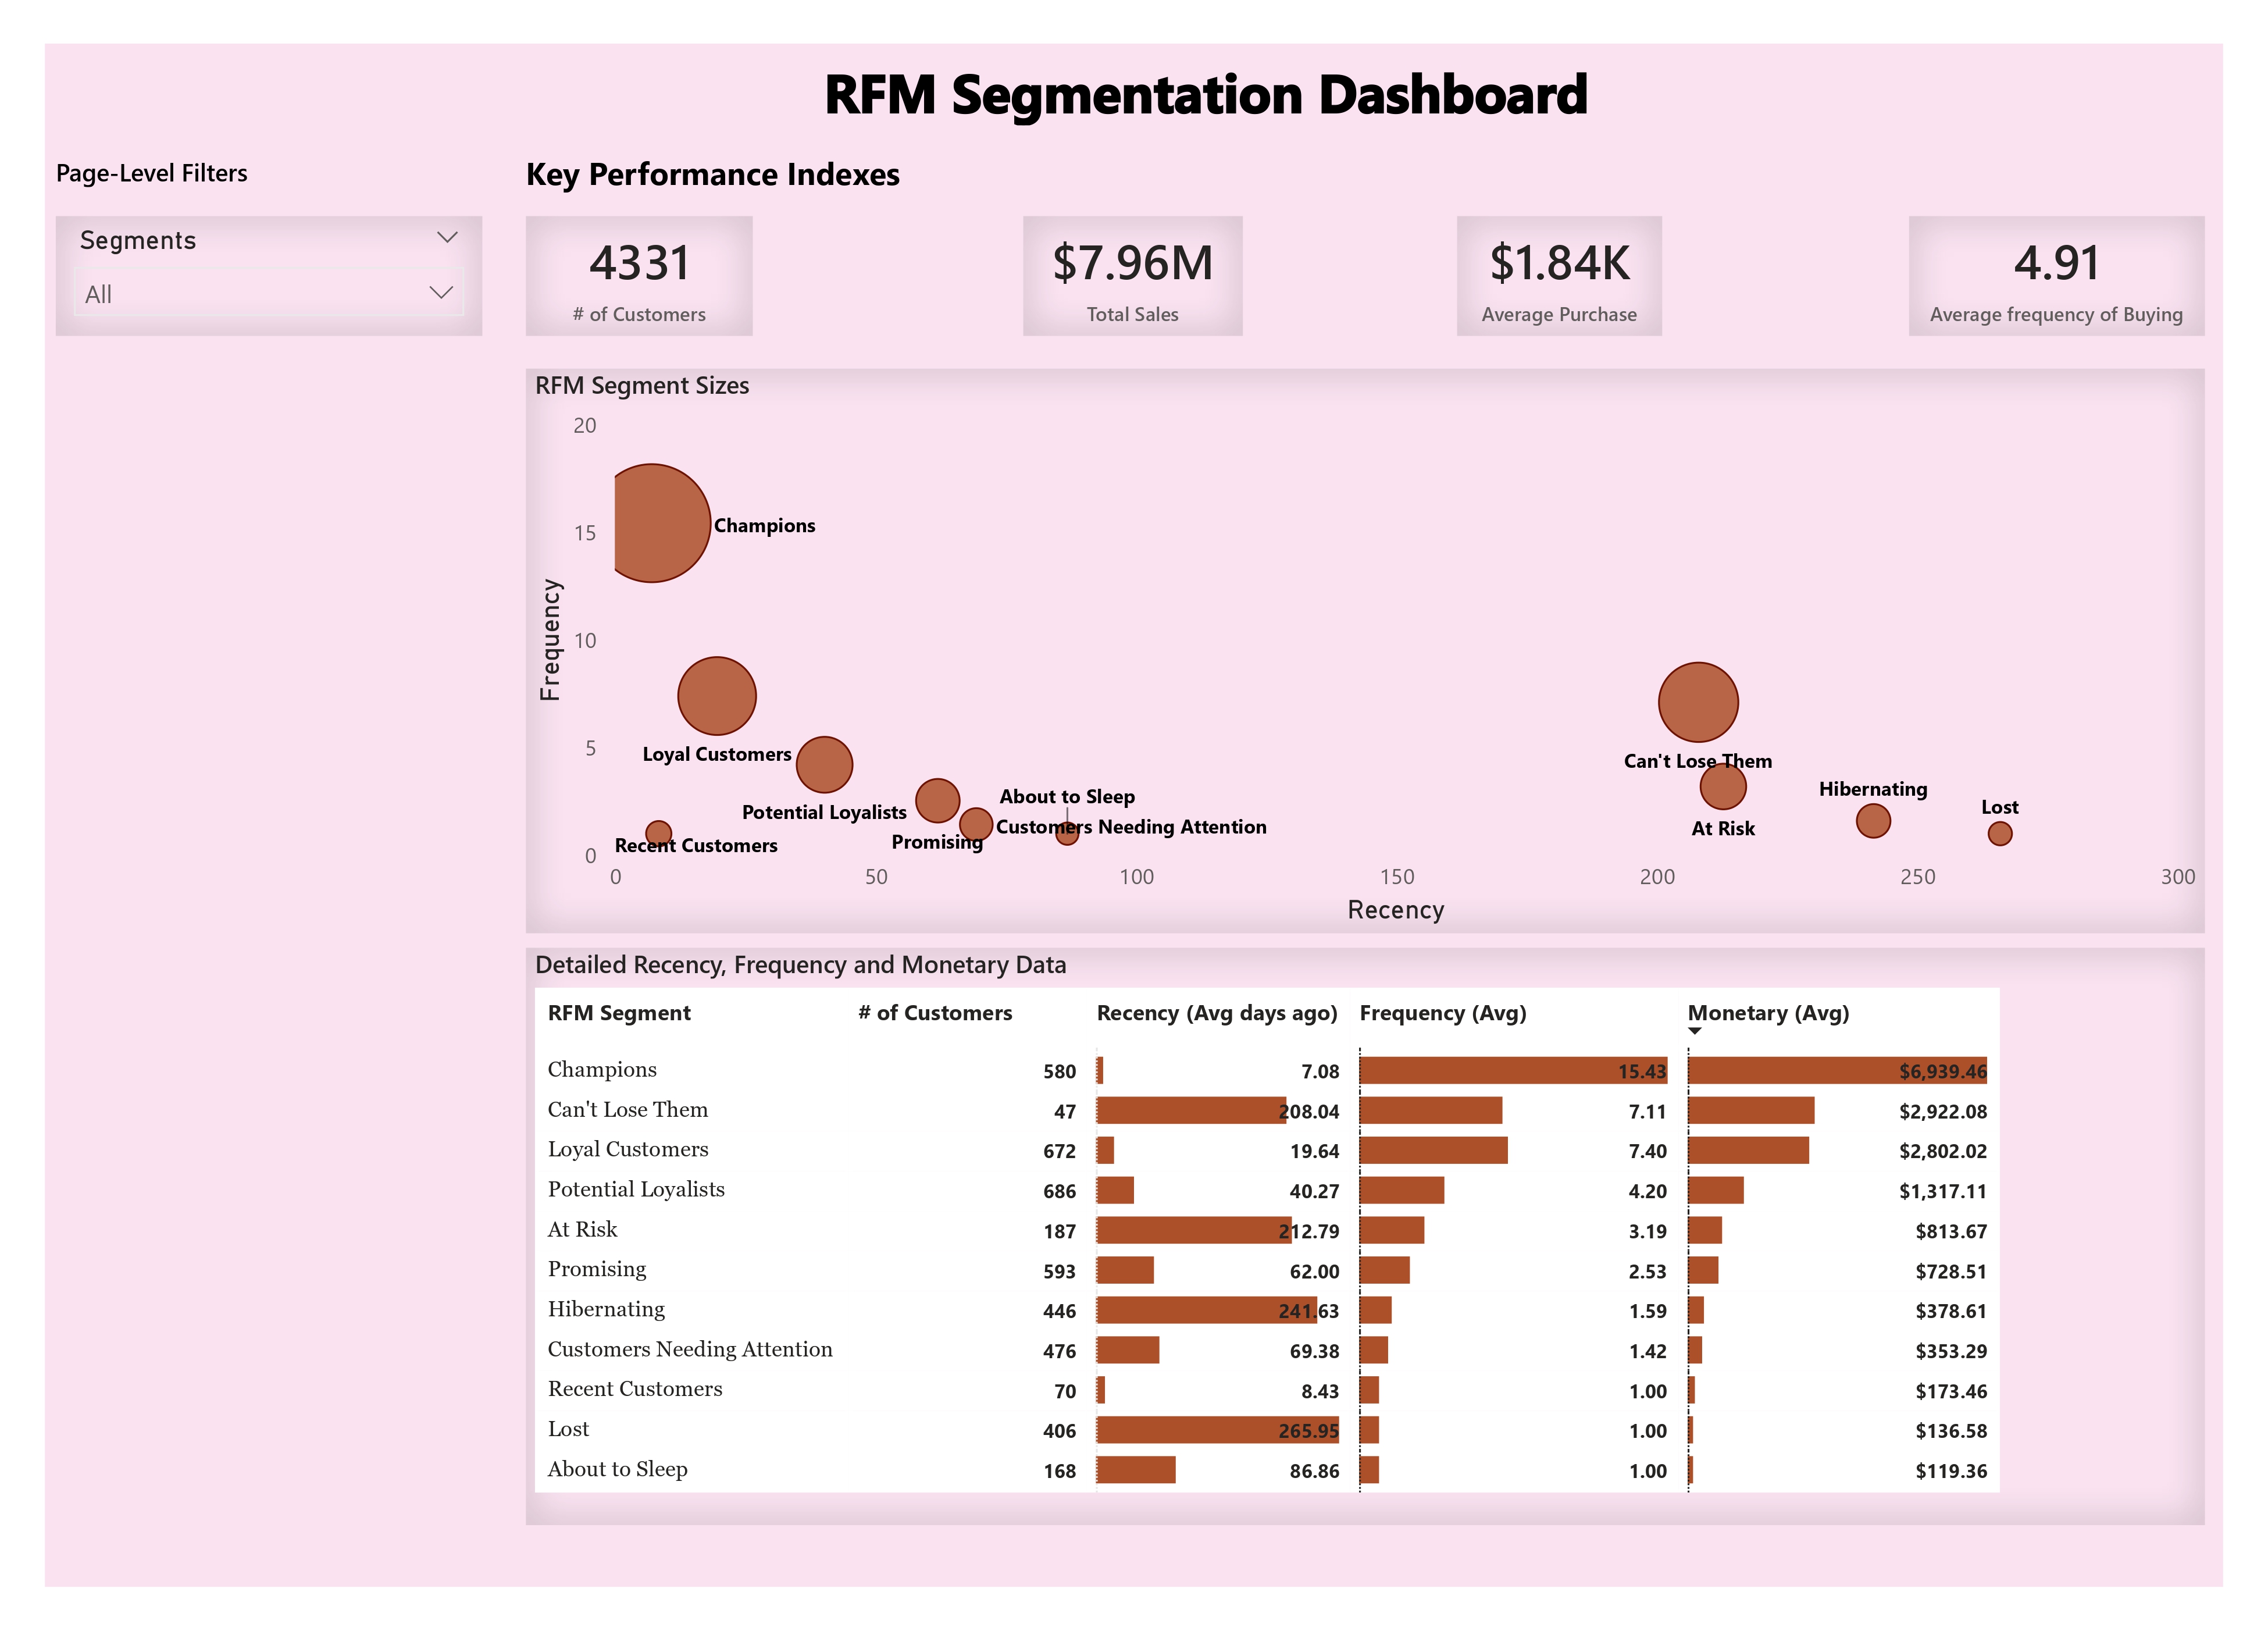 RFM Segmentation Dashboard
Page-Level Filters
Segments
All
Key Performance Indexes
4331
# of Customers
$7.96M
Total Sales
$1.84K
Average Purchase
4.91
Average frequency of Buying
RFM Segment Sizes
20
15
10
5
0
Frequency
Champions
Loyal Customers
Potential Loyalists
Recent Customers
Promising
About to Sleep
Customers Needing Attention
Can't Lose Them
At Risk
Hibernating
Lost
0 50 100 150 200 250 300
Recency
Detailed Recency, Frequency and Monetary Data
RFM Segment # of Customers Recency (Avg days ago) Frequency (Avg) Monetary (Avg)
Champions 580 7.08 15.43 $6,939.46
Can't Lose Them 47 208.04 7.11 $2,922.08
Loyal Customers 672 19.64 7.40 $2,802.02
Potential Loyalists 686 40.27 4.20 $1,317.11
At Risk 187 212.79 3.19 $813.67
Promising 593 62.00 2.53 $728.51
Hibernating 446 241.63 1.59 $378.61
Customers Needing Attention 476 69.38 1.42 $353.29
Recent Customers 70 8.43 1.00 $173.46
Lost 406 265.95 1.00 $136.58
About to Sleep 168 86.86 1.00 $119.36